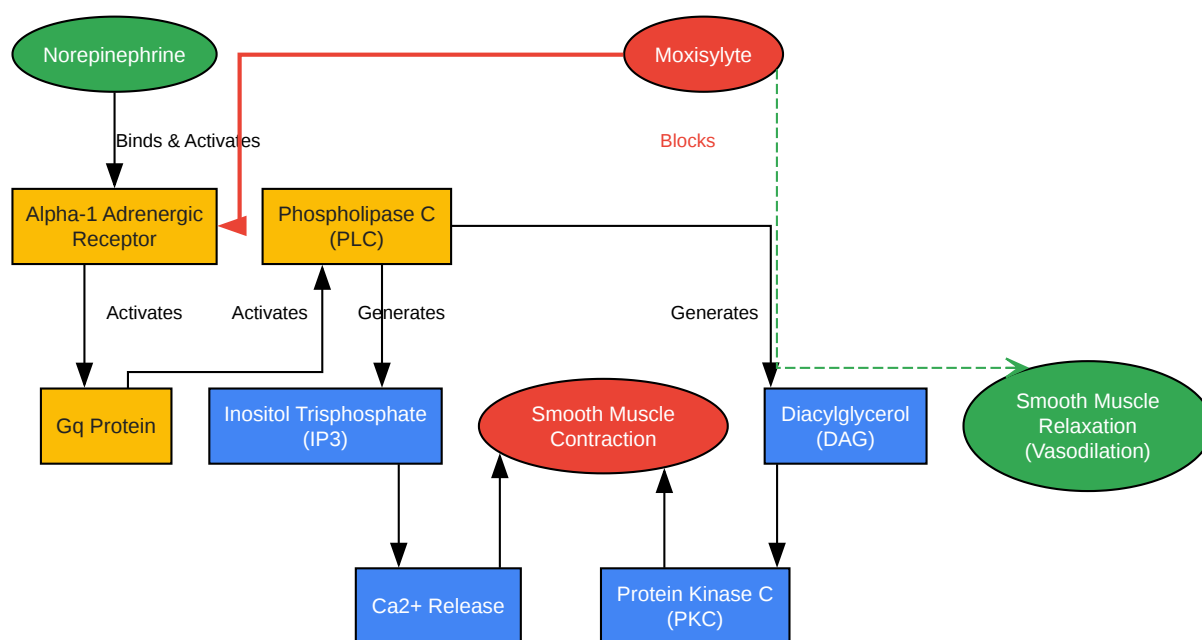 Norepinephrine
Moxisylyte
Binds & Activates
Blocks
Alpha-1 Adrenergic
Receptor
Phospholipase C
(PLC)
Activates
Activates
Generates
Generates
Gq Protein
Inositol Trisphosphate
(IP3)
Smooth Muscle
Contraction
Diacylglycerol
(DAG)
Smooth Muscle
Relaxation
(Vasodilation)
Ca2+ Release
Protein Kinase C
(PKC)